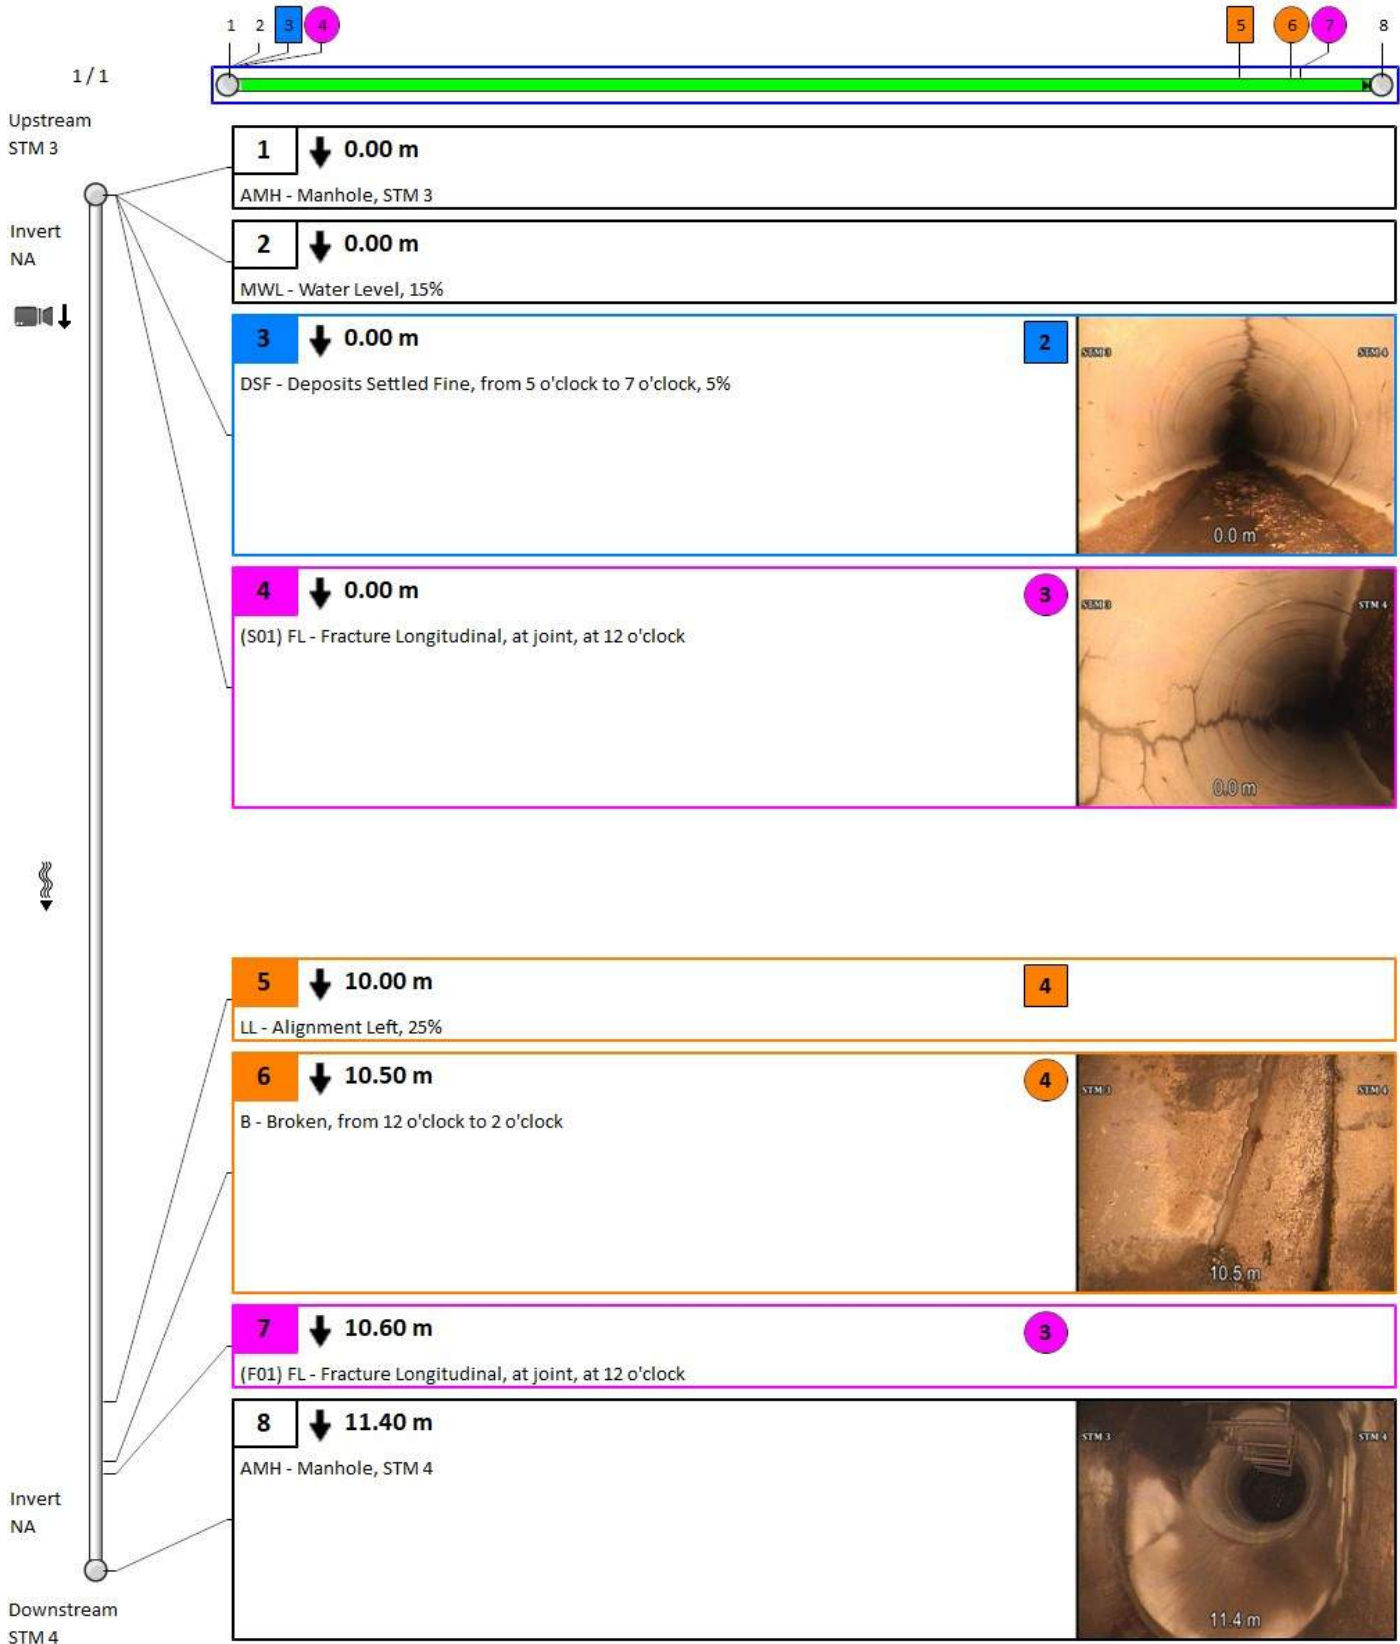 1 2 3 4 5 6 7 8
1 / 1
Upstream
STM 3
1 0.00 m
AMH - Manhole, STM 3
Invert
NA
2 0.00 m
MWL - Water Level, 15%
3 0.00 m 2
DSF - Deposits Settled Fine, from 5 o'clock to 7 o'clock, 5%
STM 3 STM 4
0.0 m
4 0.00 m 3
(S01) FL - Fracture Longitudinal, at joint, at 12 o'clock
STM 3 STM 4
0.0 m
5 10.00 m 4
LL - Alignment Left, 25%
6 10.50 m 4
B - Broken, from 12 o'clock to 2 o'clock
STM 3 STM 4
10.5 m
7 10.60 m 3
(F01) FL - Fracture Longitudinal, at joint, at 12 o'clock
8 11.40 m
AMH - Manhole, STM 4
STM 3 STM 4
11.4 m
Invert
NA
Downstream
STM 4